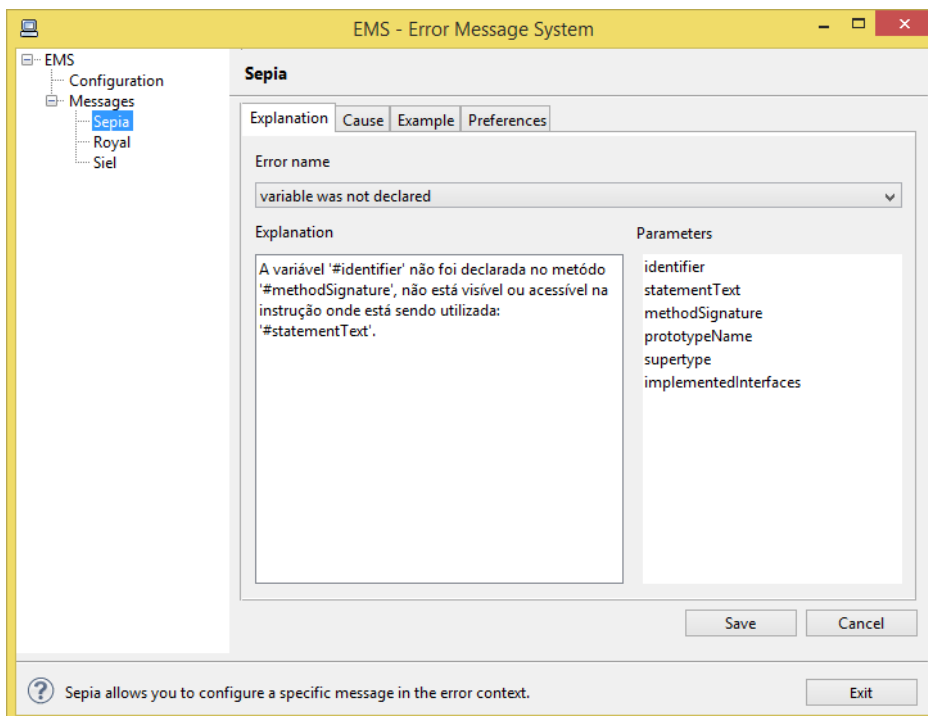 EMS - Error Message System
EMS
Configuration
Messages
Sepia
Royal
Siel
Sepia
Explanation Cause Example Preferences
Error name
variable was not declared
Explanation
A variável '#identifier' não foi declarada no metódo
'#methodSignature', não está visível ou acessível na
instrução onde está sendo utilizada:
'#statementText'.
Parameters
identifier
statementText
methodSignature
prototypeName
supertype
implementedInterfaces
Save Cancel
Sepia allows you to configure a specific message in the error context.
Exit